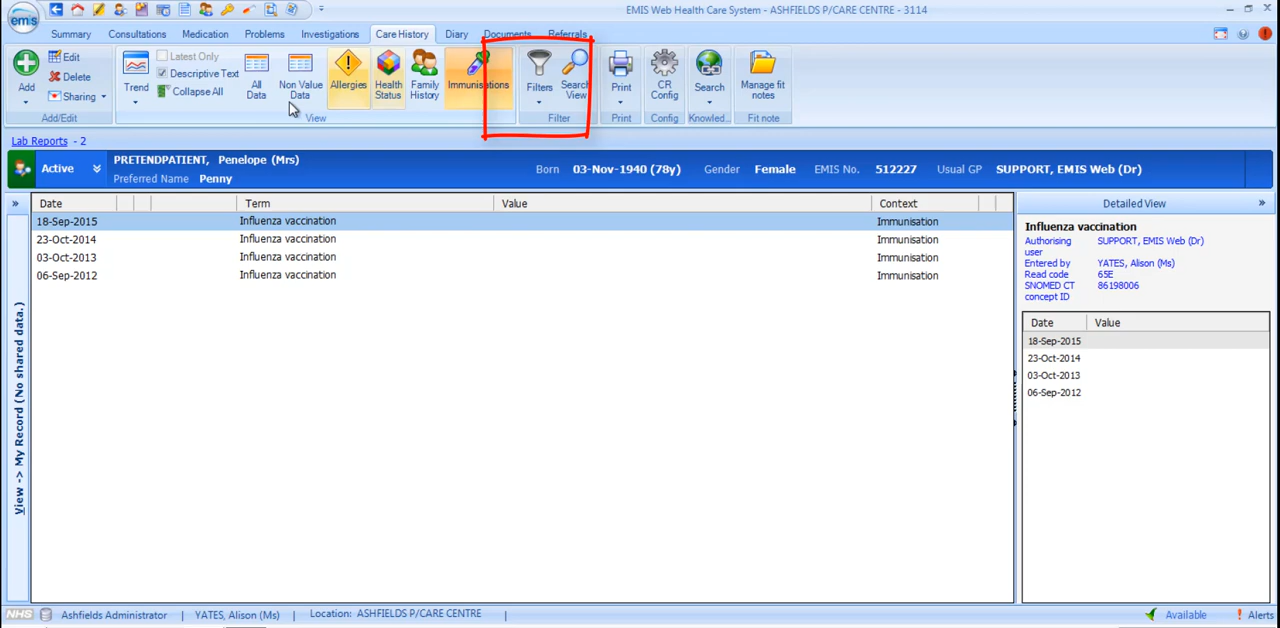 emis
EMIS Web Health Care System - ASHFIELDS P/CARE CENTRE - 3114
Summary Consultations Medication Problems Investigations Care History Diary Documents Referrals
Add
Edit
Delete
Sharing
Add/Edit
Trend
Latest Only
Descriptive Text
Collapse All
All Data
Non Value Data
Allergies
Health Status
Family History
Immunisations
View
Filters
Search View
Filter
Print
Print
CR Config
Config
Search
Knowled...
Manage fit notes
Fit note
Lab Reports - 2
Active
PRETENDPATIENT, Penelope (Mrs)
Preferred Name Penny
Born 03-Nov-1940 (78y) Gender Female EMIS No. 512227 Usual GP SUPPORT, EMIS Web (Dr)
» Date Term Value Context
18-Sep-2015 Influenza vaccination Immunisation
23-Oct-2014 Influenza vaccination Immunisation
03-Oct-2013 Influenza vaccination Immunisation
06-Sep-2012 Influenza vaccination Immunisation
View -> My Record (No shared data.)
Detailed View »
Influenza vaccination
Authorising user SUPPORT, EMIS Web (Dr)
Entered by YATES, Alison (Ms)
Read code 65E
SNOMED CT concept ID 86198006
Date Value
18-Sep-2015
23-Oct-2014
03-Oct-2013
06-Sep-2012
NHS Ashfields Administrator | YATES, Alison (Ms) | Location: ASHFIELDS P/CARE CENTRE |
Available
Alerts